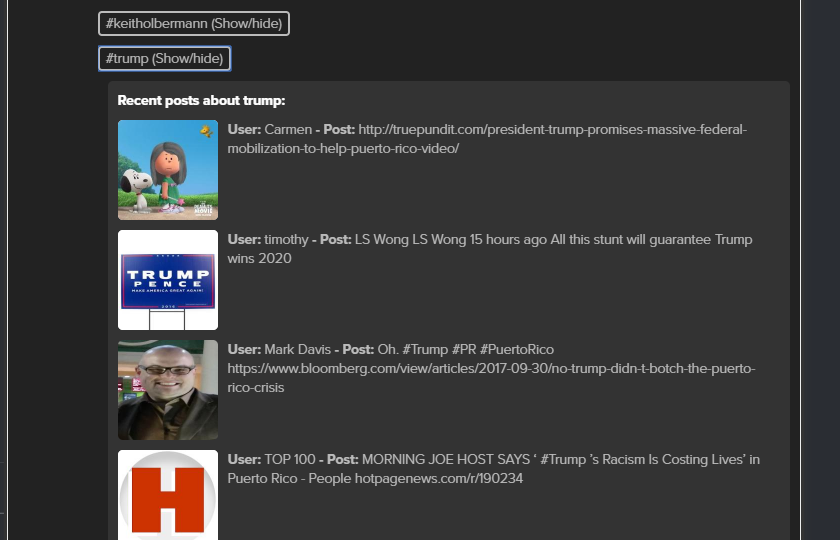 #keitholbermann (Show/hide)
#trump (Show/hide)
Recent posts about trump:
User: Carmen - Post: http://truepundit.com/president-trump-promises-massive-federal-
mobilization-to-help-puerto-rico-video/
User: timothy - Post: LS Wong LS Wong 15 hours ago All this stunt will guarantee Trump
wins 2020
TRUMP
PENCE
MAKE AMERICA GREAT AGAIN!
User: Mark Davis - Post: Oh. #Trump #PR #PuertoRico
https://www.bloomberg.com/view/articles/2017-09-30/no-trump-didn-t-botch-the-puerto-
rico-crisis
User: TOP 100 - Post: MORNING JOE HOST SAYS ‘ #Trump ’s Racism Is Costing Lives’ in
Puerto Rico - People hotpagenews.com/r/190234
H